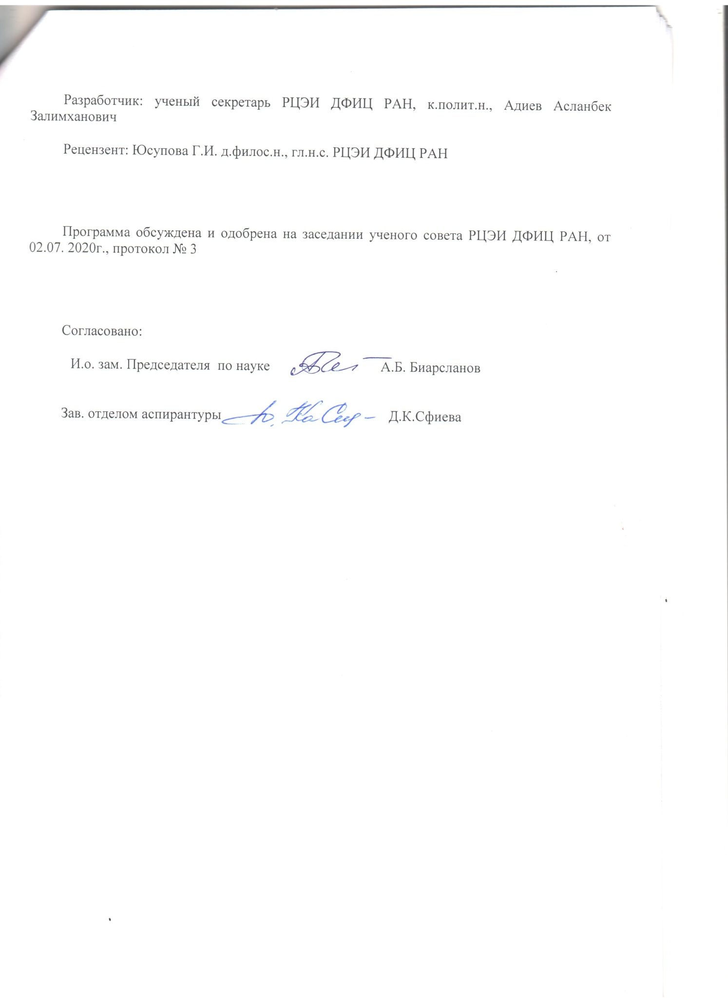 Разработчик: ученый секретарь РЦЭИ ДФИЦ РАН, к.полит.н., Адиев Асланбек
Залимханович
Рецензент: Юсупова Г.И. д.филос.н., гл.н.с. РЦЭИ ДФИЦ РАН
Программа обсуждена и одобрена на заседании ученого совета РЦЭИ ДФИЦ РАН, от
02.07. 2020г., протокол № 3
Согласовано:
И.о. зам. Председателя по науке А.Б. Биарсланов
Зав. отделом аспирантуры Д.К.Сфиева